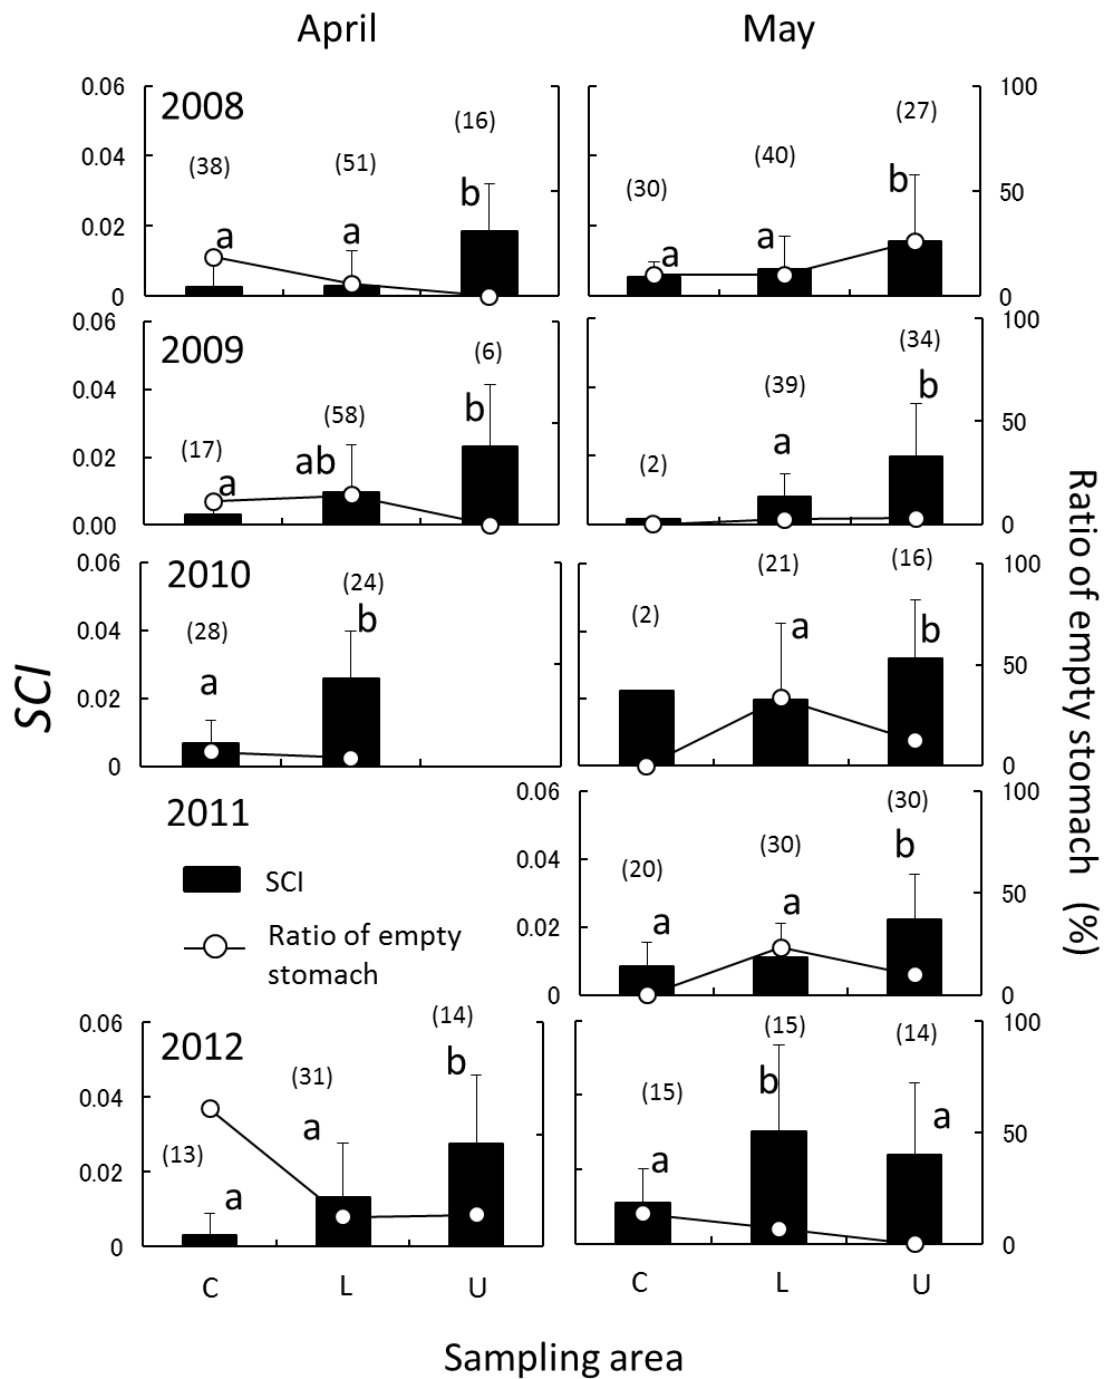 April May
0.06 2008 (38) (51) (16) (30) (40) (27) 100
0.04
0.02 a a b a a b 50
0 0
0.06 2009 (17) (58) (6) (2) (39) (34) 100
0.04
0.02 a ab b a b 50
0.00 0
0.06 2010 (28) (24) (2) (21) (16) 100
0.04
0.02 a b a b 50
0 0
2011 0.06 (20) (30) (30) 100
0.04
0.02 a a b 50
0 0
SCI
Ratio of empty
stomach
0.06 2012 (13) (31) (14) (15) (15) (14) 100
0.04
0.02 a a b a b a 50
0 0
C L U C L U
Sampling area
SCI
Ratio of empty stomach (%)